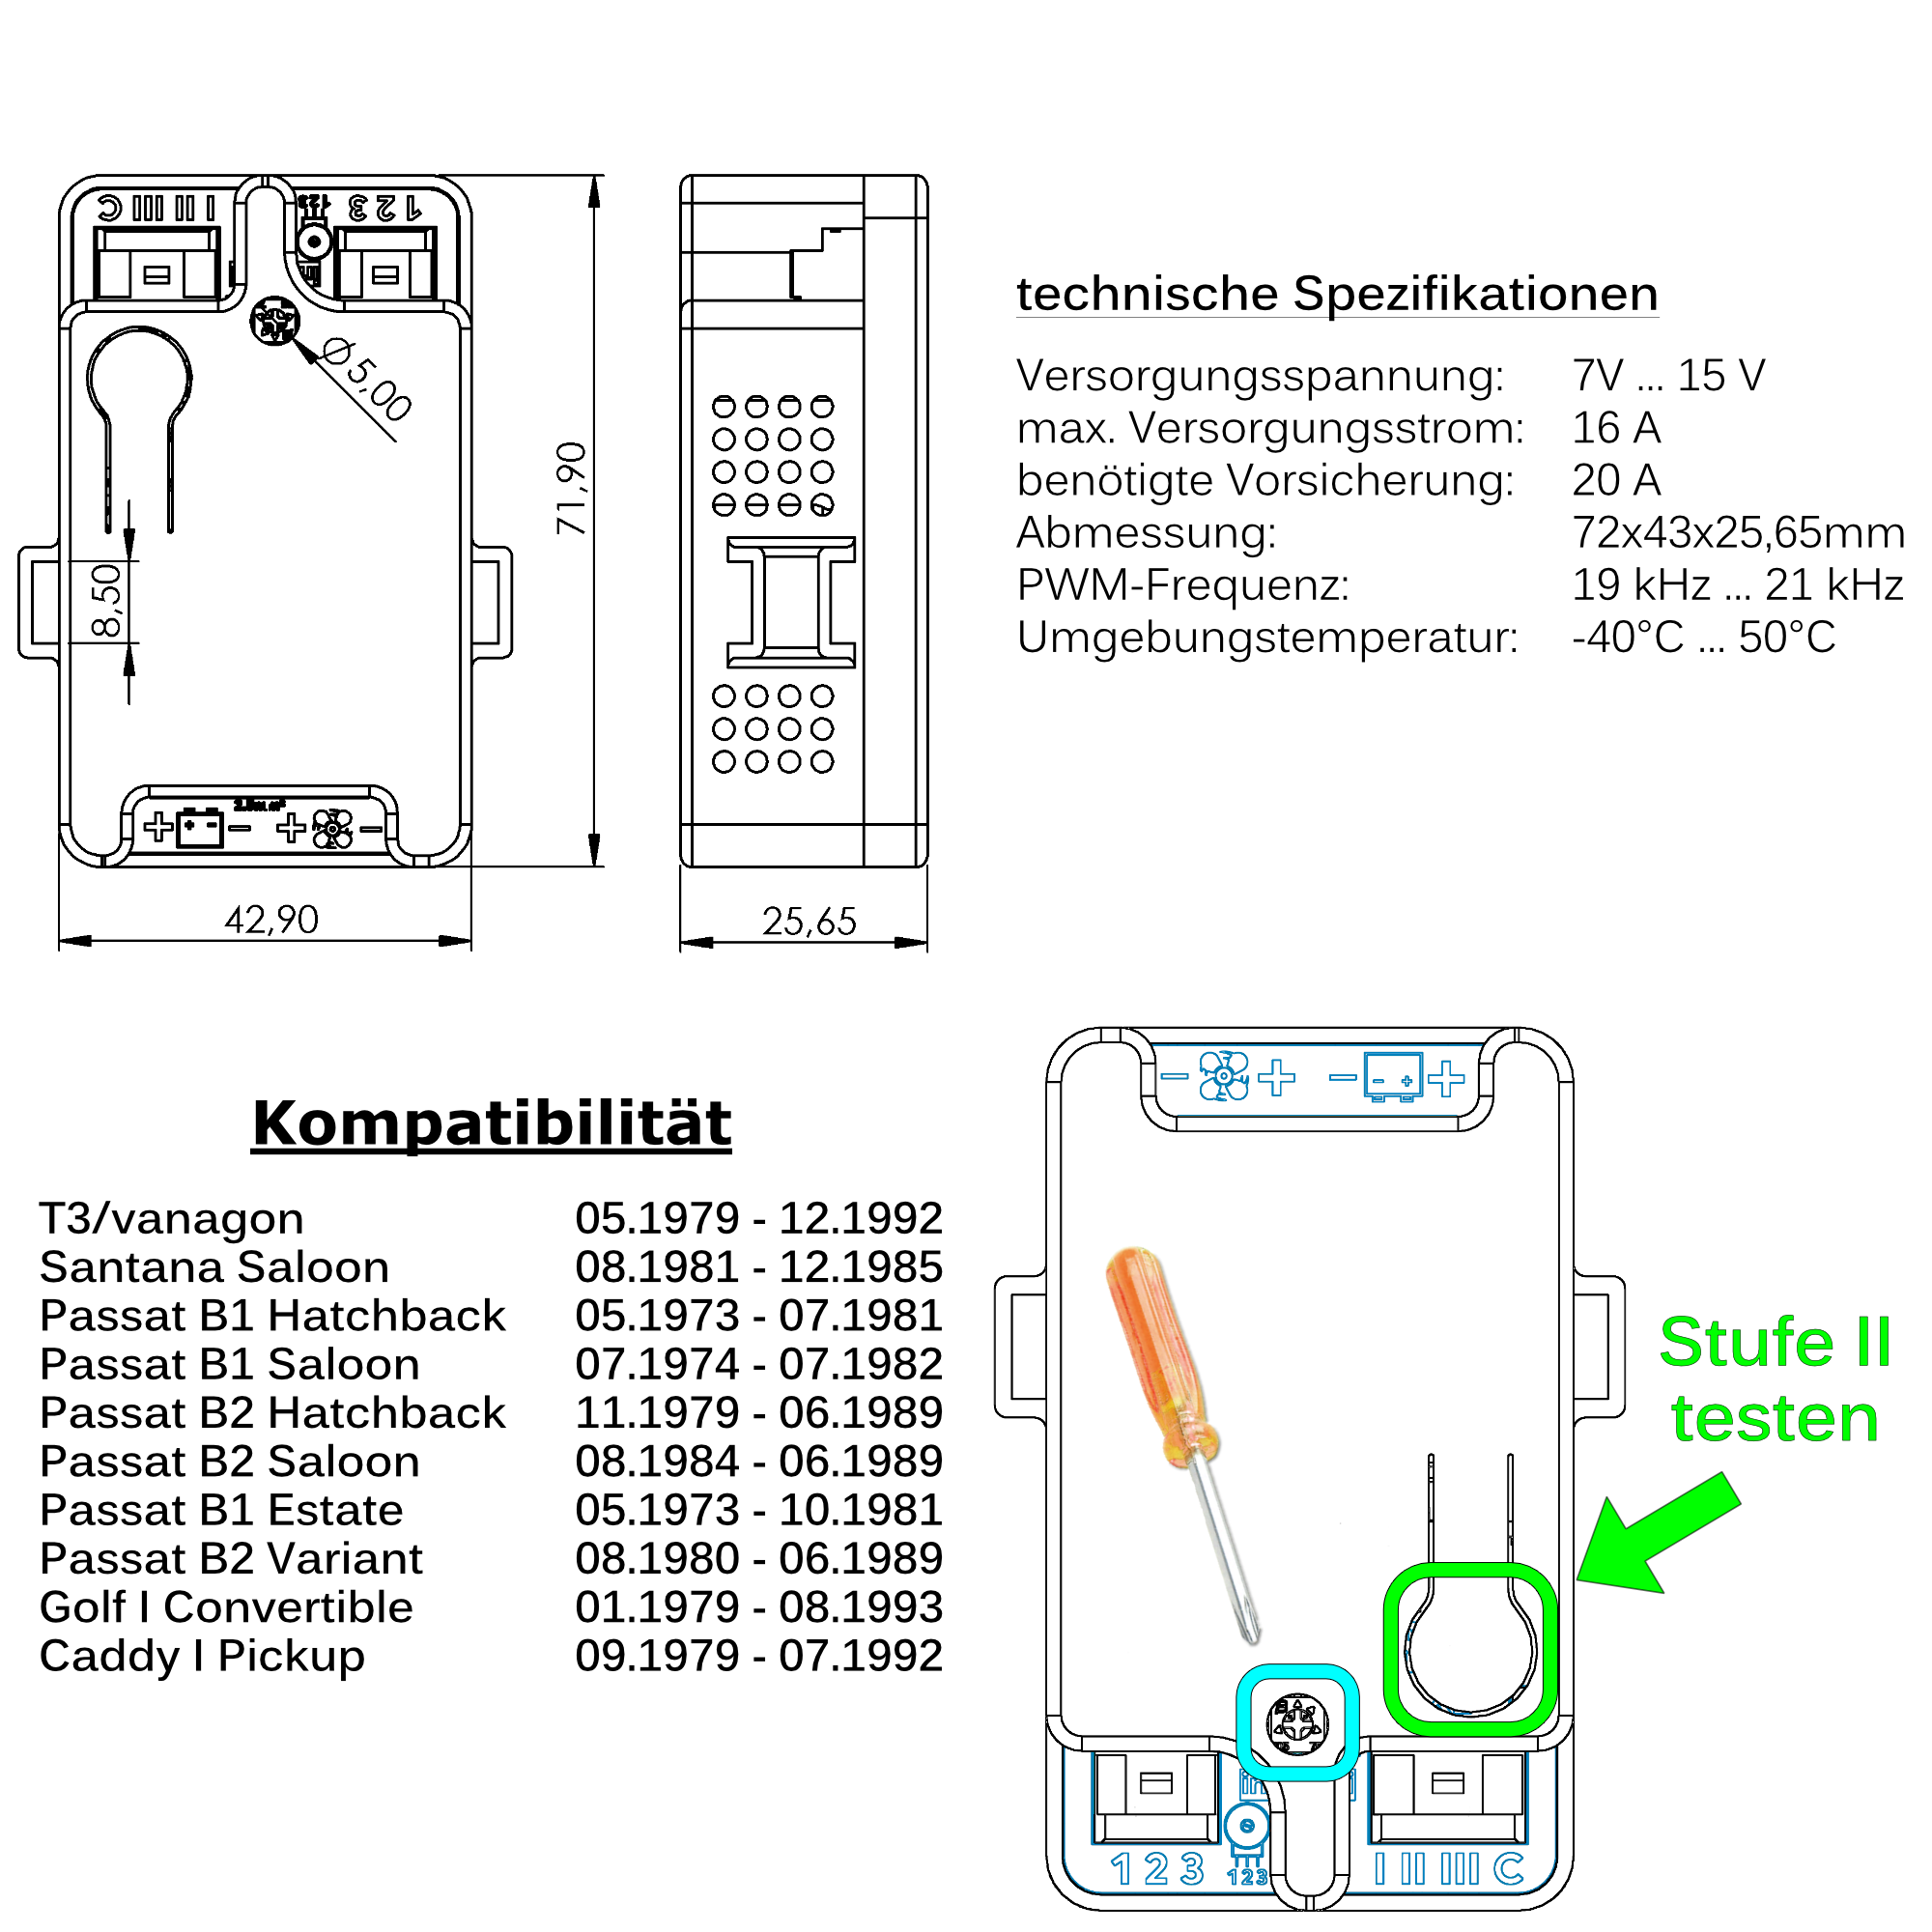 C III II I
1 2 3
3 2 1
Ø5,00
71,90
8,50
+ - + -
42,90
25,65
technische Spezifikationen
Versorgungsspannung: 7V ... 15 V
max. Versorgungsstrom: 16 A
benötigte Vorsicherung: 20 A
Abmessung: 72x43x25,65mm
PWM-Frequenz: 19 kHz ... 21 kHz
Umgebungstemperatur: -40°C ... 50°C
Kompatibilität
T3/vanagon 05.1979 - 12.1992
Santana Saloon 08.1981 - 12.1985
Passat B1 Hatchback 05.1973 - 07.1981
Passat B1 Saloon 07.1974 - 07.1982
Passat B2 Hatchback 11.1979 - 06.1989
Passat B2 Saloon 08.1984 - 06.1989
Passat B1 Estate 05.1973 - 10.1981
Passat B2 Variant 08.1980 - 06.1989
Golf I Convertible 01.1979 - 08.1993
Caddy I Pickup 09.1979 - 07.1992
- + - +
Stufe II
testen
1 2 3
123
I II III C